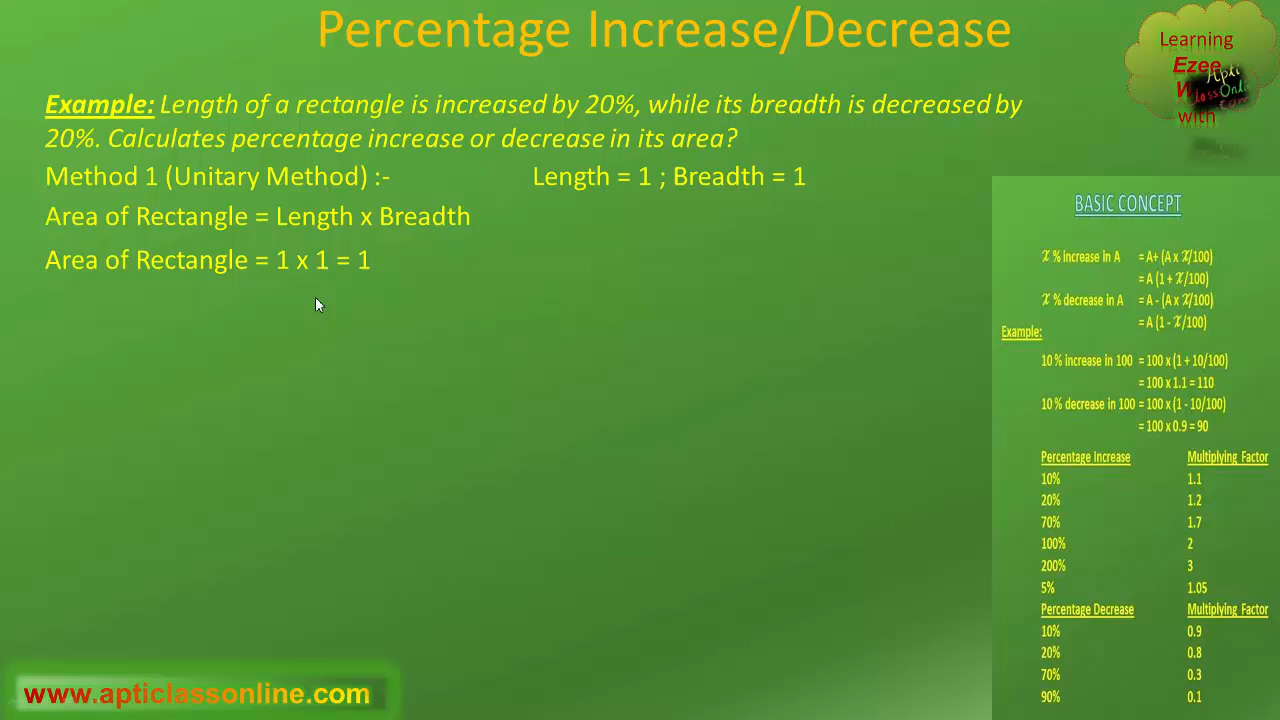 Percentage Increase/Decrease
Learning
Ezee
with
Example: Length of a rectangle is increased by 20%, while its breadth is decreased by
20%. Calculates percentage increase or decrease in its area?
Method 1 (Unitary Method) :- Length = 1 ; Breadth = 1
Area of Rectangle = Length x Breadth
Area of Rectangle = 1 x 1 = 1
BASIC CONCEPT
x % increase in A = A+ (A x x/100)
= A (1 + x/100)
x % decrease in A = A - (A x x/100)
= A (1 - x/100)
Example:
10 % increase in 100 = 100 x (1 + 10/100)
= 100 x 1.1 = 110
10 % decrease in 100 = 100 x (1 - 10/100)
= 100 x 0.9 = 90
Percentage Increase Multiplying Factor
10% 1.1
20% 1.2
70% 1.7
100% 2
200% 3
5% 1.05
Percentage Decrease Multiplying Factor
10% 0.9
20% 0.8
70% 0.3
90% 0.1
www.apticlassonline.com